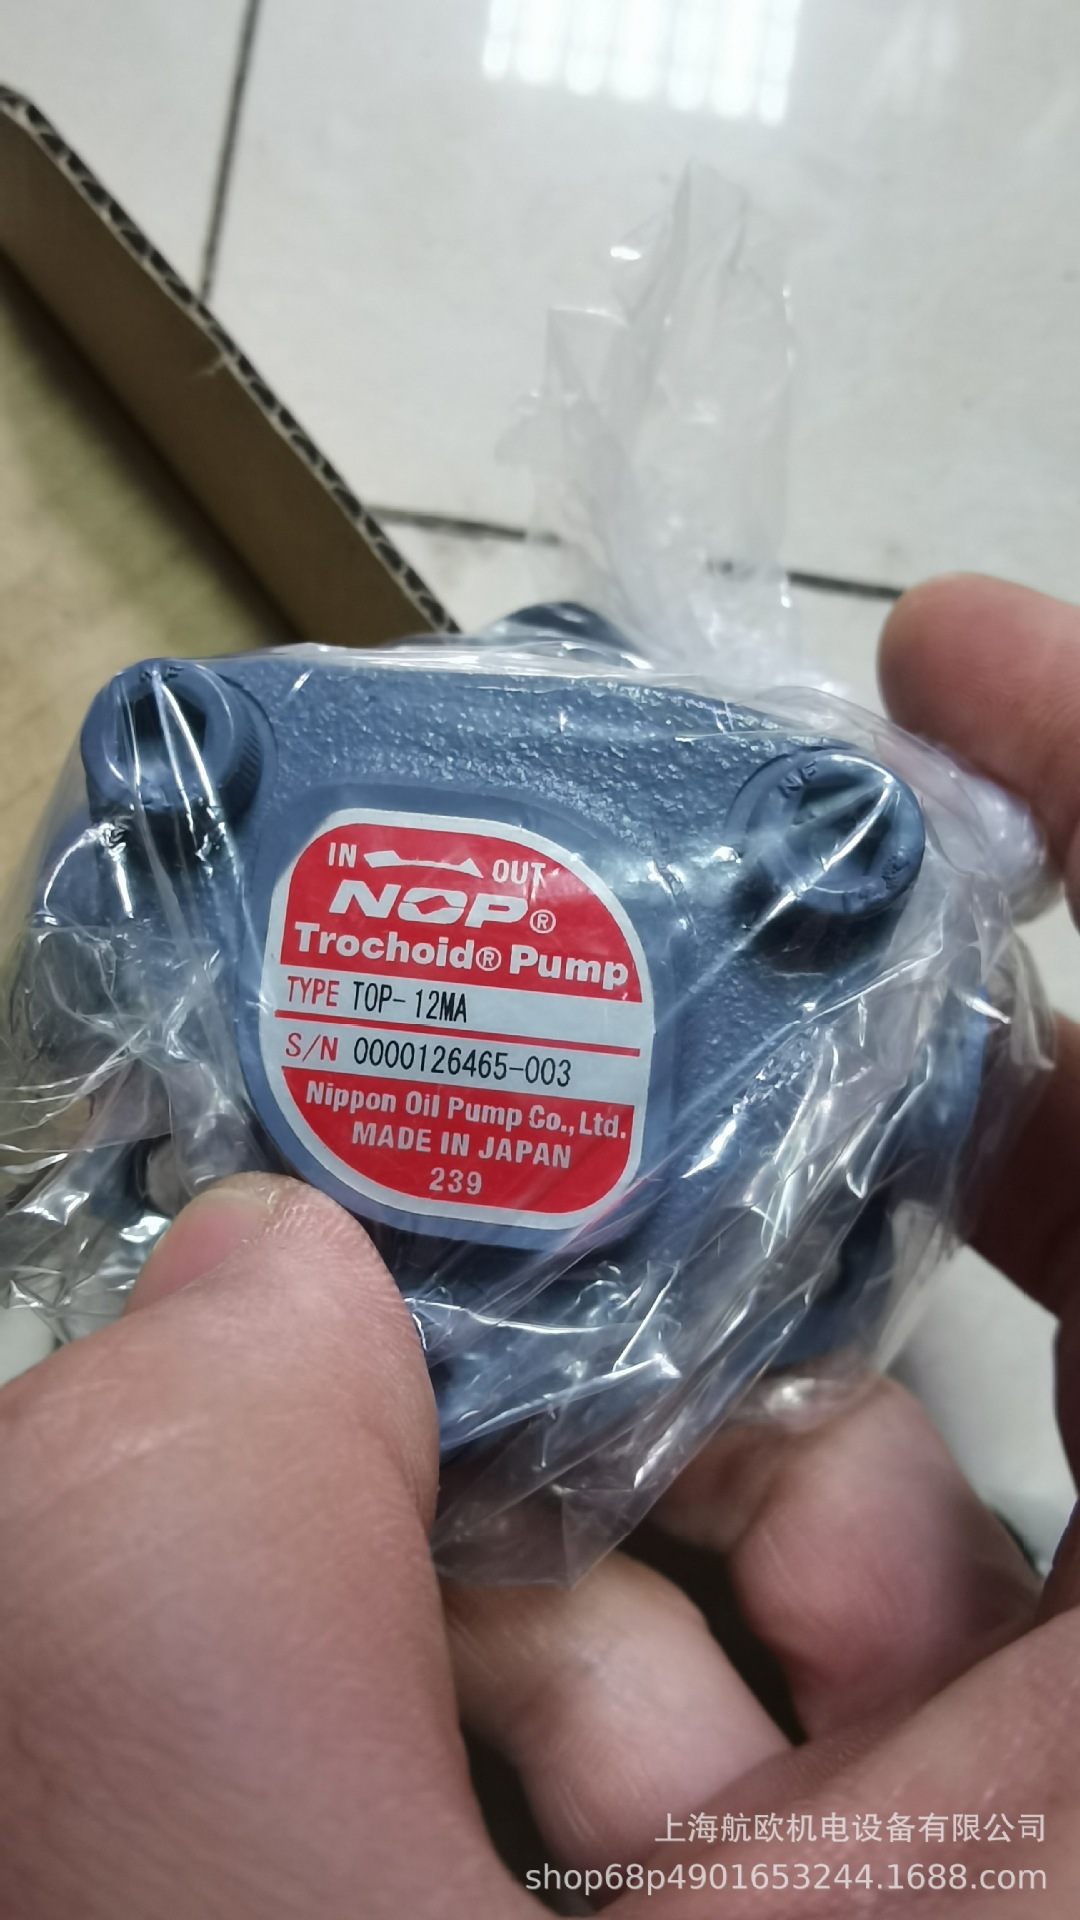 IN OUT
NOP®
Trochoid® Pump
TYPE TOP-12MA
S/N 0000126465-003
Nippon Oil Pump Co.,Ltd.
MADE IN JAPAN
239
上海航欧机电设备有限公司
shop68p4901653244.1688.com